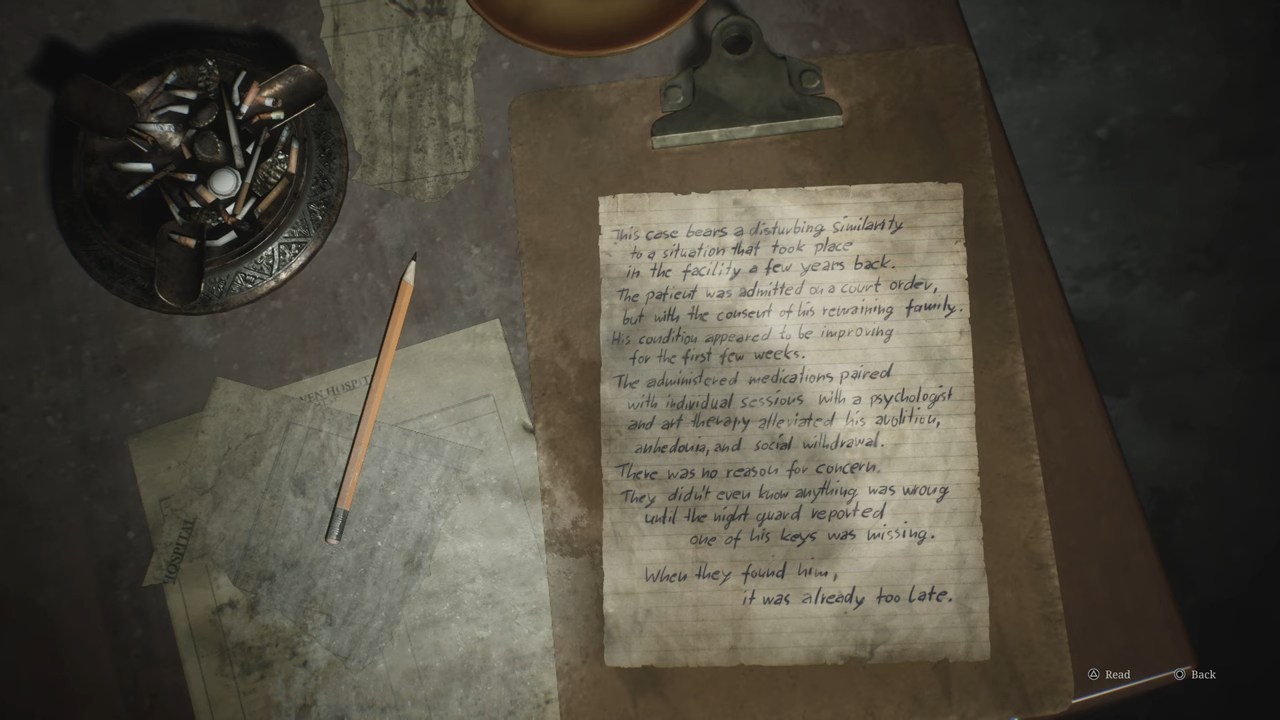 VEN HOSPIT
HOSPITAL
This case bears a disturbing similarity
to a situation that took place
in the facility a few years back.
The patient was admitted on a court order,
but with the consent of his remaining family.
His condition appeared to be improving
for the first few weeks.
The administered medications paired
with individual sessions with a psychologist
and art therapy alleviated his avolition,
anhedonia, and social withdrawal.
There was no reason for concern.
They didn't even know anything was wrong
until the night guard reported
one of his keys was missing.
When they found him,
it was already too late.
Read
Back